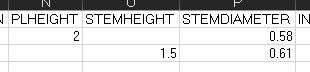 N O P
N PLHEIGHT STEMHEIGHT STEMDIAMETER IN
2 0.58
1.5 0.61